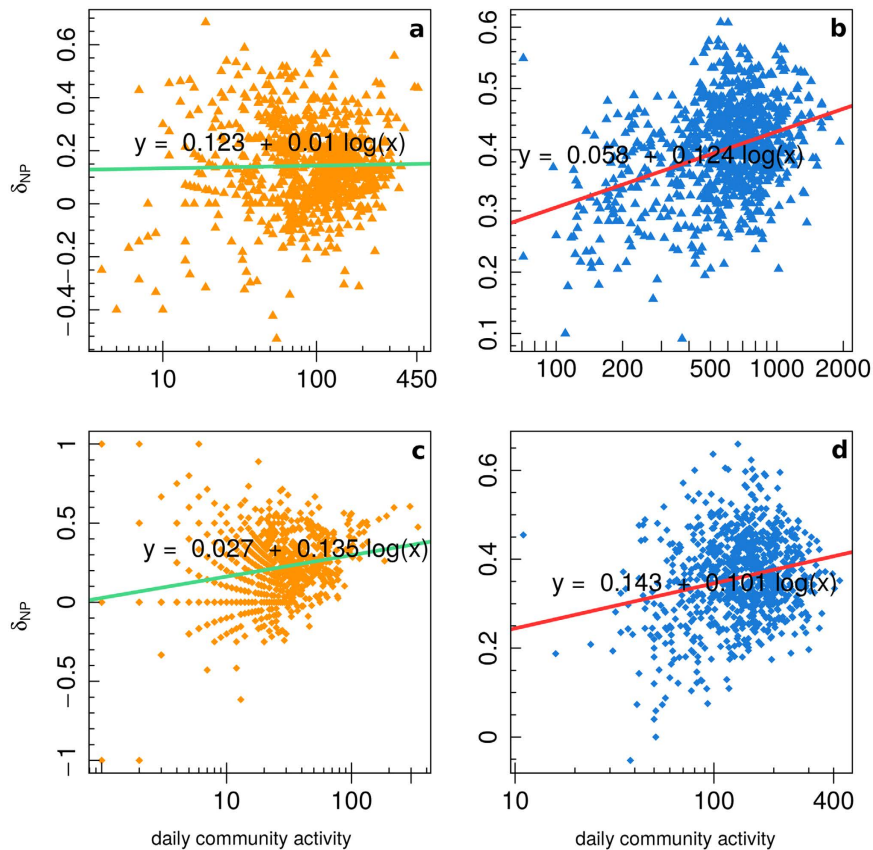 a
0.6
0.4
0.2
0
−0.2
−0.4
δNP
y = 0.123 + 0.01 log(x)
10 100 450
b
0.6
0.5
0.4
0.3
0.2
0.1
y = 0.058 + 0.124 log(x)
100 200 500 1000 2000
c
1
0.5
0
−0.5
−1
δNP
y = 0.027 + 0.135 log(x)
10 100
daily community activity
d
0.6
0.4
0.2
0
y = 0.143 + 0.101 log(x)
10 100 400
daily community activity